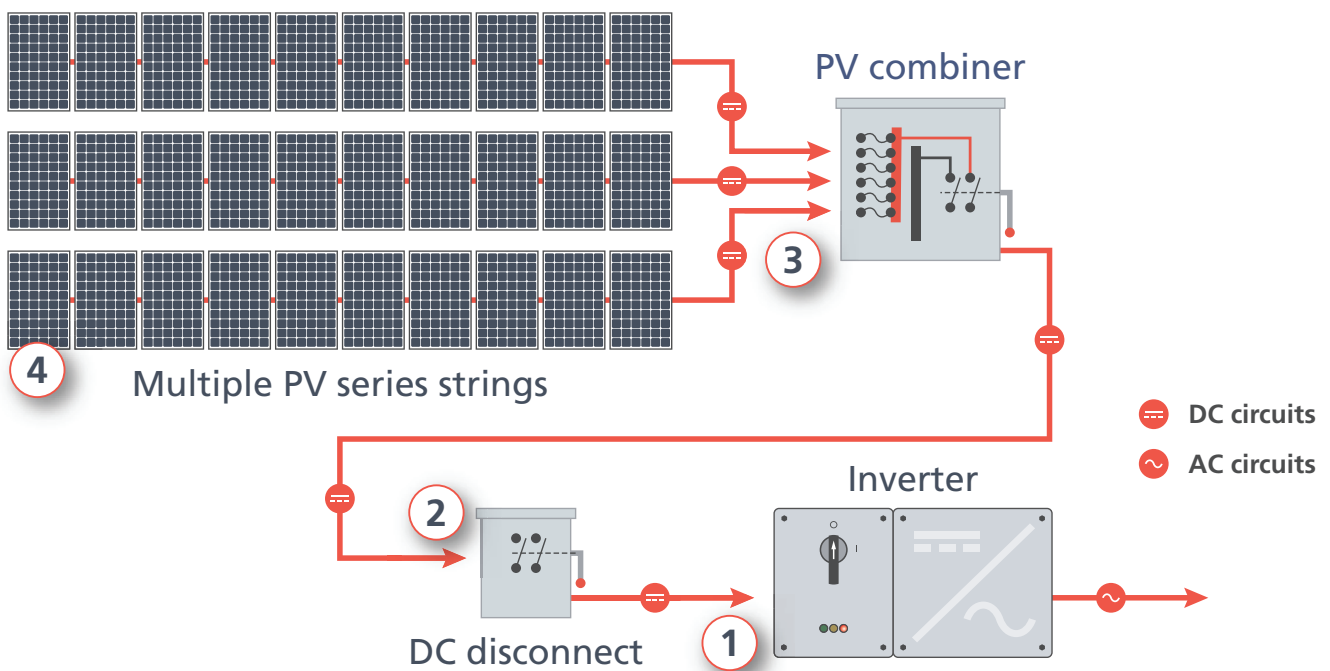 PV combiner
3
4
Multiple PV series strings
DC circuits
AC circuits
Inverter
2
O
I
1
DC disconnect